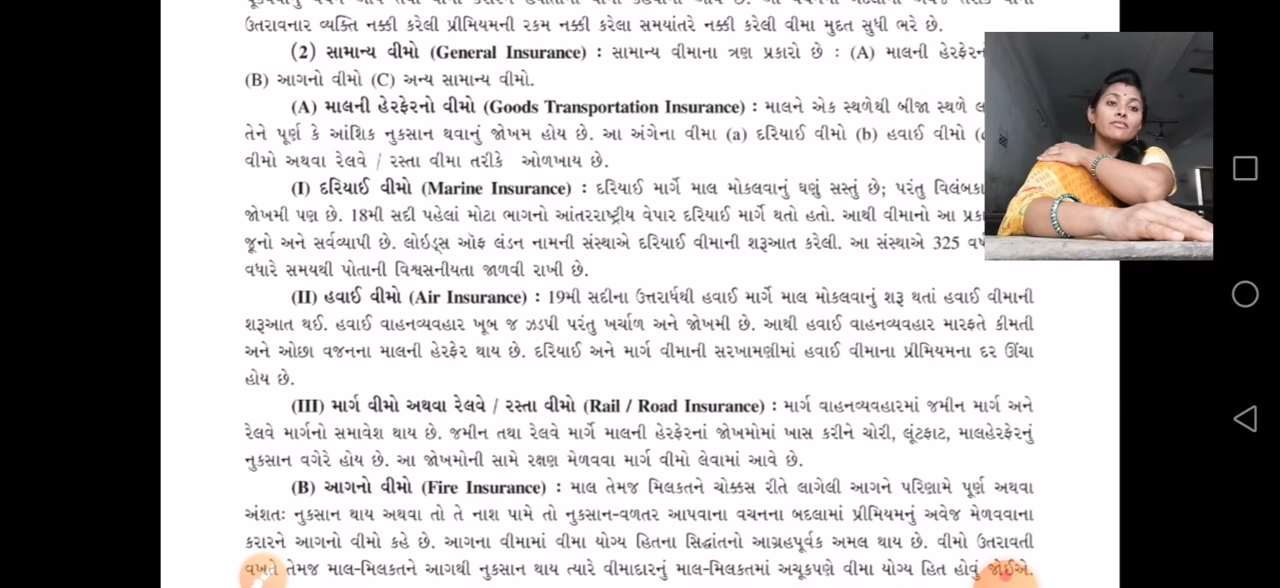 ઉતરાવનાર વ્યક્તિ નક્કી કરેલી પ્રીમિયમની રકમ નક્કી કરેલા સમયાંતરે નક્કી કરેલી વીમા મુદત સુધી ભરે છે.
(2) સામાન્ય વીમો (General Insurance) : સામાન્ય વીમાના ત્રણ પ્રકારો છે : (A) માલની
(B) આગનો વીમો (C) અન્ય સામાન્ય વીમો.
(A) માલની હેરફેરનો વીમો (Goods Transportation Insurance) : માલને એક સ્થળેથી બીજા સ્થળે
તેને પૂર્ણ કે આંશિક નુકસાન થવાનું જોખમ હોય છે. આ અંગેના વીમા (a) દરિયાઈ વીમો (b) હવાઈ વીમો
વીમો અથવા રેલવે / રસ્તા વીમા તરીકે ઓળખાય છે.
(I) દરિયાઈ વીમો (Marine Insurance) : દરિયાઈ માર્ગે માલ મોકલવાનું ઘણું સસ્તું છે; પરંતુ
જોખમી પણ છે. 18મી સદી પહેલાં મોટા ભાગનો આંતરરાષ્ટ્રીય વેપાર દરિયાઈ માર્ગે થતો હતો. આથી વીમાનો આ
જૂનો અને સર્વવ્યાપી છે. લોઇડ્સ ઑફ લંડન નામની સંસ્થાએ દરિયાઈ વીમાની શરૂઆત કરેલી. આ સંસ્થાએ 325
વધારે સમયથી પોતાની વિશ્વસનીયતા જાળવી રાખી છે.
(II) હવાઈ વીમો (Air Insurance) : 19મી સદીના ઉત્તરાર્ધથી હવાઈ માર્ગે માલ મોકલવાનું શરૂ થતાં હવાઈ વીમાની
શરૂઆત થઈ. હવાઈ વાહનવ્યવહાર ખૂબ જ ઝડપી પરંતુ ખર્ચાળ અને જોખમી છે. આથી હવાઈ વાહનવ્યવહાર મારફતે કીમતી
અને ઓછા વજનના માલની હેરફેર થાય છે. દરિયાઈ અને માર્ગ વીમાની સરખામણીમાં હવાઈ વીમાના પ્રીમિયમના દર ઊંચા
હોય છે.
(III) માર્ગ વીમો અથવા રેલવે / રસ્તા વીમો (Rail / Road Insurance) : માર્ગ વાહનવ્યવહારમાં જમીન માર્ગ અને
રેલવે માર્ગનો સમાવેશ થાય છે. જમીન તથા રેલવે માર્ગે માલની હેરફેરનાં જોખમોમાં ખાસ કરીને ચોરી, લૂંટફાટ, માલહેરફેરનું
નુકસાન વગેરે હોય છે. આ જોખમોની સામે રક્ષણ મેળવવા માર્ગ વીમો લેવામાં આવે છે.
(B) આગનો વીમો (Fire Insurance) : માલ તેમજ મિલકતને ચોક્કસ રીતે લાગેલી આગને પરિણામે પૂર્ણ અથવા
અંશતઃ નુકસાન થાય અથવા તો તે નાશ પામે તો નુકસાન-વળતર આપવાના વચનના બદલામાં પ્રીમિયમનું અવેજ મેળવવાના
કરારને આગનો વીમો કહે છે. આગના વીમામાં વીમા યોગ્ય હિતના સિદ્ધાંતનો આગ્રહપૂર્વક અમલ થાય છે. વીમો ઉતરાવતી
વખતે તેમજ માલ-મિલકતને આગથી નુકસાન થાય ત્યારે વીમાદારનું માલ-મિલકતમાં અચૂકપણે વીમા યોગ્ય હિત હોવું જોઈએ.